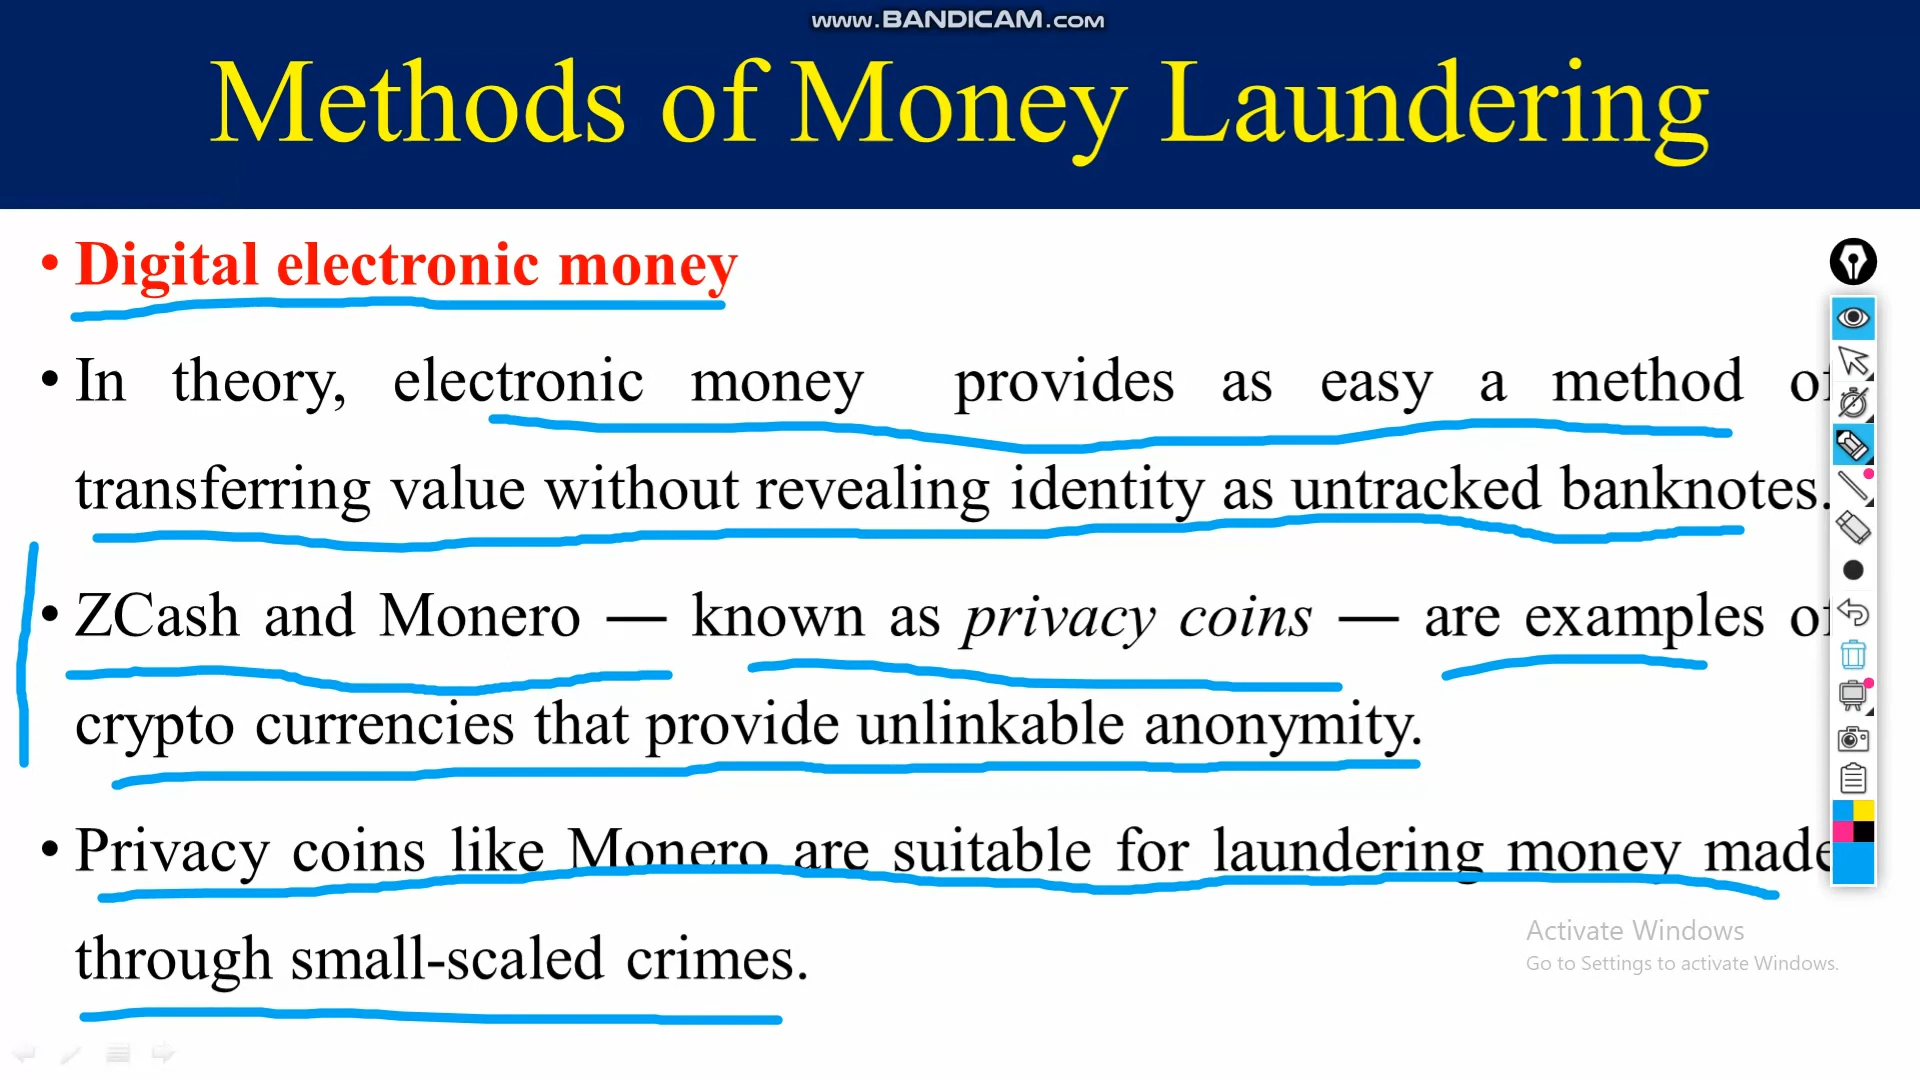 www.BANDICAM.com
Methods of Money Laundering
• Digital electronic money
• In theory, electronic money provides as easy a method of
transferring value without revealing identity as untracked banknotes.
• ZCash and Monero — known as privacy coins — are examples of
crypto currencies that provide unlinkable anonymity.
• Privacy coins like Monero are suitable for laundering money made
through small-scaled crimes.
Activate Windows
Go to Settings to activate Windows.